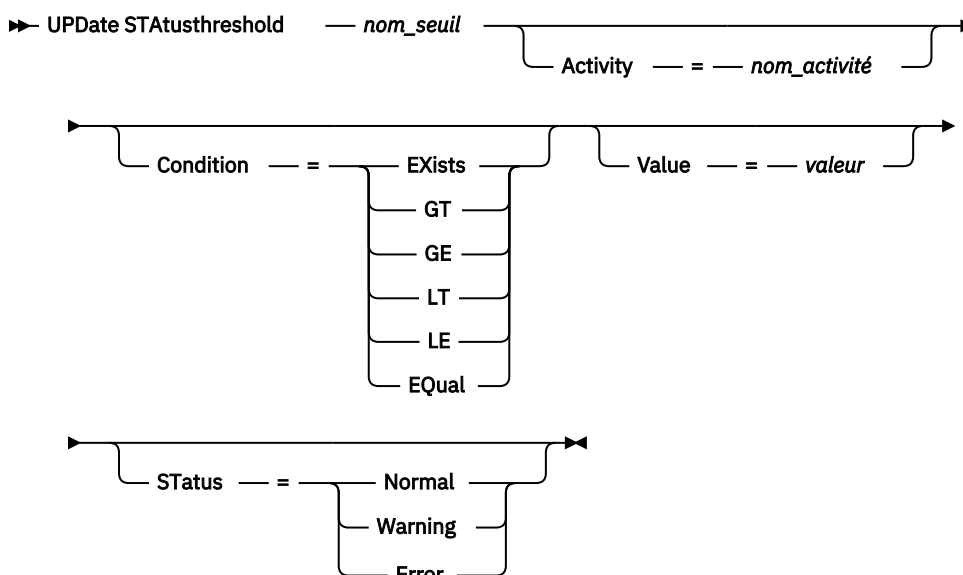 UPDate STAtusthreshold nom_seuil
Activity = nom_activité
Condition = EXists
GT
GE
LT
LE
EQual
Value = valeur
STatus = Normal
Warning
Error